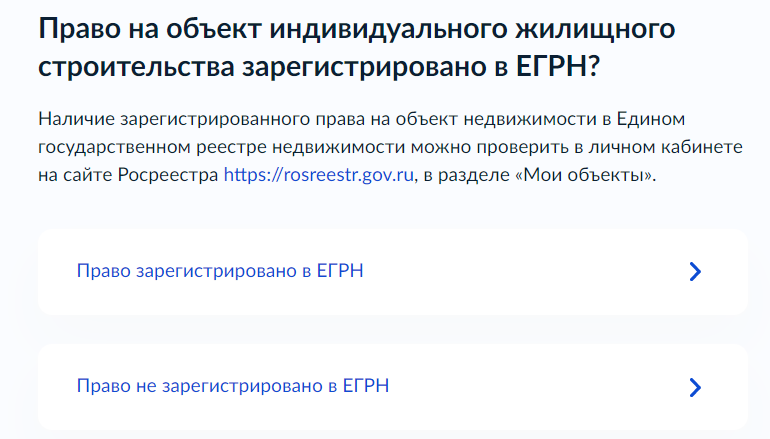 Право на объект индивидуального жилищного
строительства зарегистрировано в ЕГРН?
Наличие зарегистрированного права на объект недвижимости в Едином
государственном реестре недвижимости можно проверить в личном кабинете
на сайте Росреестра https://rosreestr.gov.ru, в разделе «Мои объекты».
Право зарегистрировано в ЕГРН
Право не зарегистрировано в ЕГРН